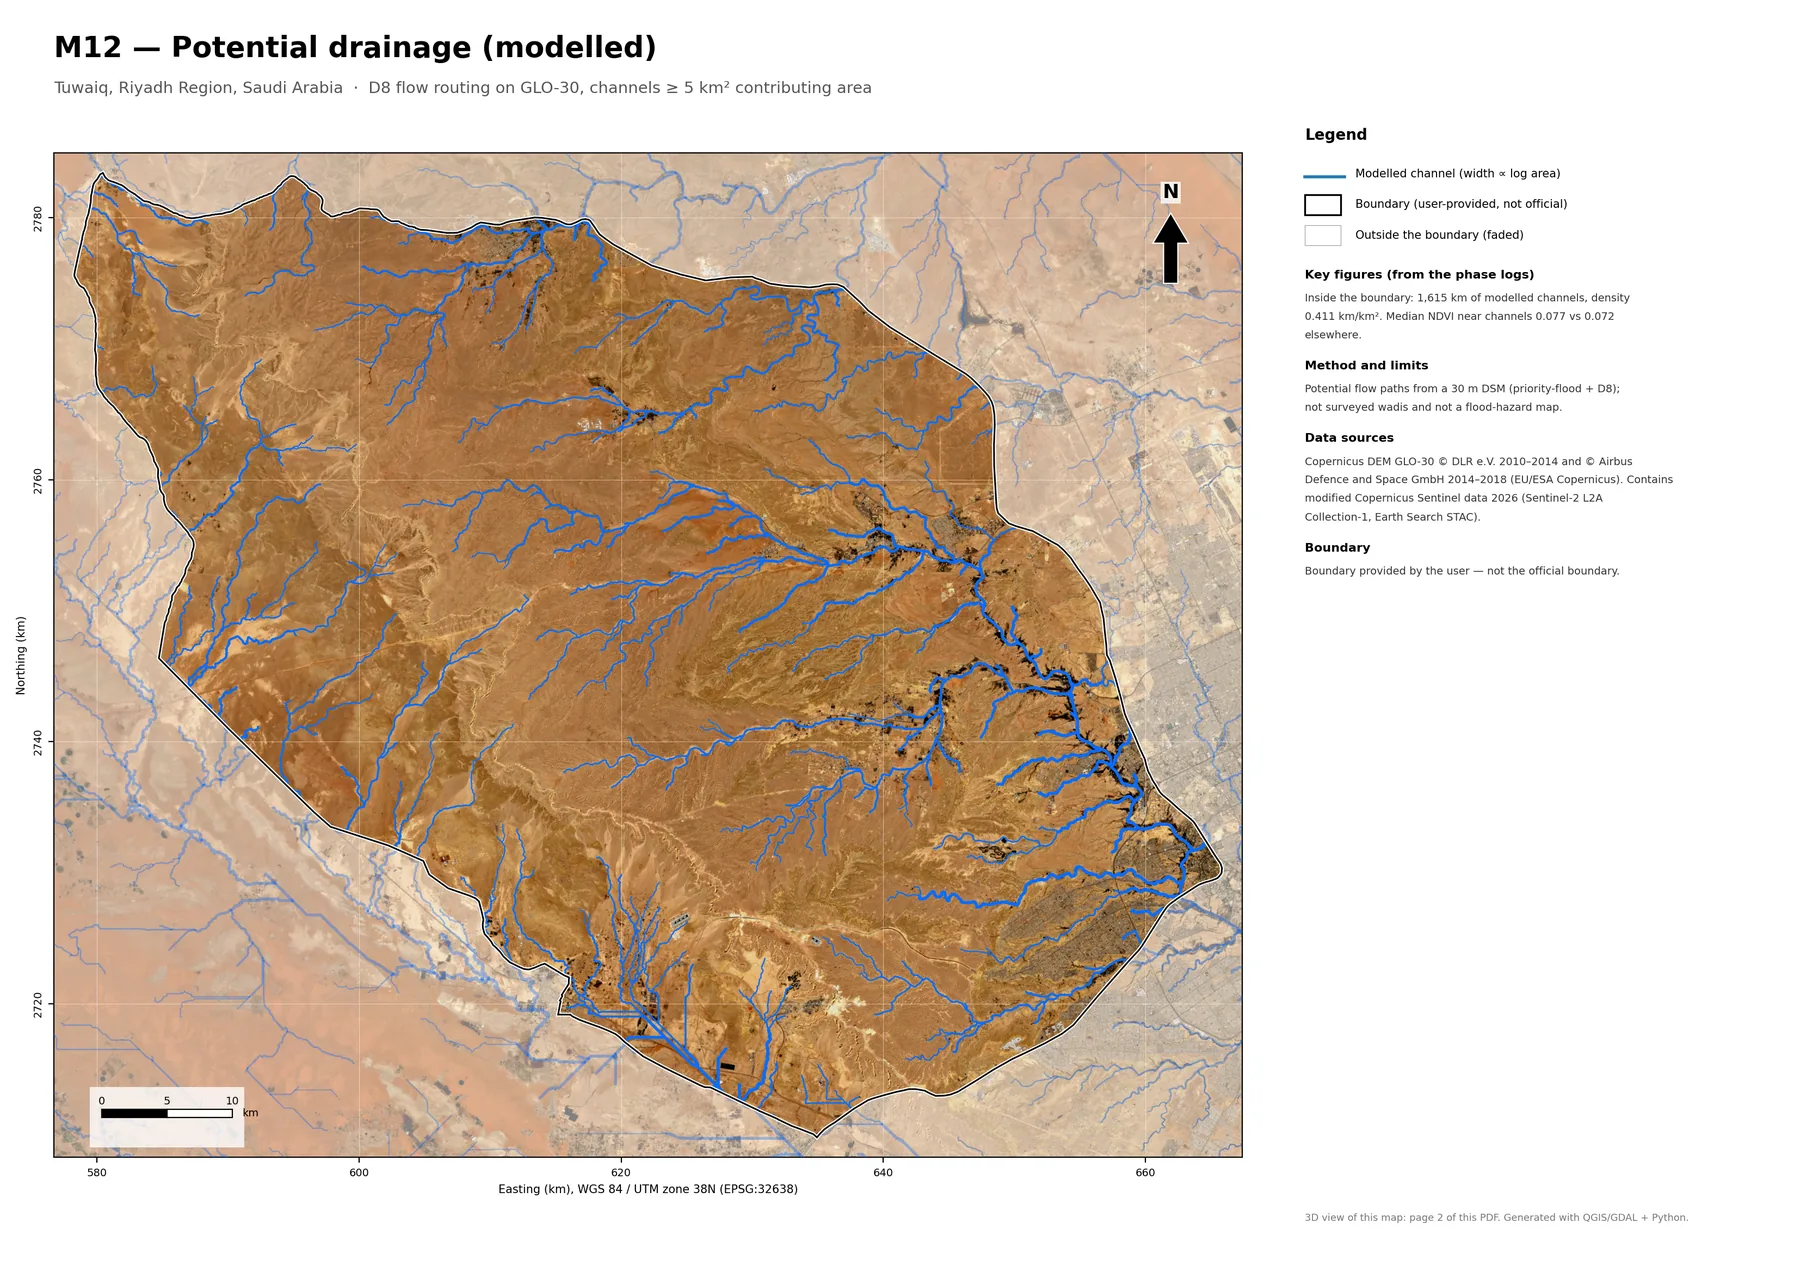 M12 — Potential drainage (modelled)
Tuwaiq, Riyadh Region, Saudi Arabia · D8 flow routing on GLO-30, channels ≥ 5 km² contributing area
Legend
Modelled channel (width ∝ log area)
Boundary (user-provided, not official)
Outside the boundary (faded)
Key figures (from the phase logs)
Inside the boundary: 1,615 km of modelled channels, density
0.411 km/km². Median NDVI near channels 0.077 vs 0.072
elsewhere.
Method and limits
Potential flow paths from a 30 m DSM (priority-flood + D8);
not surveyed wadis and not a flood-hazard map.
Data sources
Copernicus DEM GLO-30 © DLR e.V. 2010–2014 and © Airbus
Defence and Space GmbH 2014–2018 (EU/ESA Copernicus). Contains
modified Copernicus Sentinel data 2026 (Sentinel-2 L2A
Collection-1, Earth Search STAC).
Boundary
Boundary provided by the user — not the official boundary.
N
2780
2760
2740
2720
Northing (km)
0 5 10
km
580 600 620 640 660
Easting (km), WGS 84 / UTM zone 38N (EPSG:32638)
3D view of this map: page 2 of this PDF. Generated with QGIS/GDAL + Python.